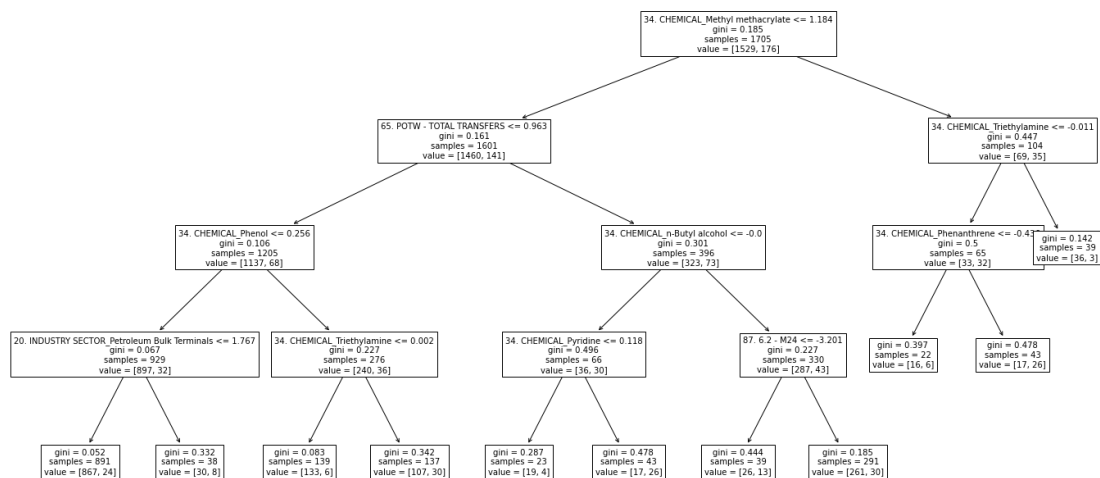 34. CHEMICAL_Methyl methacrylate <= 1.184
gini = 0.185
samples = 1705
value = [1529, 176]
65. POTW - TOTAL TRANSFERS <= 0.963
gini = 0.161
samples = 1601
value = [1460, 141]
34. CHEMICAL_Triethylamine <= -0.011
gini = 0.447
samples = 104
value = [69, 35]
34. CHEMICAL_Phenol <= 0.256
gini = 0.106
samples = 1205
value = [1137, 68]
34. CHEMICAL_n-Butyl alcohol <= -0.0
gini = 0.301
samples = 396
value = [323, 73]
34. CHEMICAL_Phenanthrene <=
gini = 0.5
samples = 65
value = [33, 32]
gini = 0.142
samples = 39
value = [36, 3]
20. INDUSTRY SECTOR_Petroleum Bulk Terminals <= 1.767
gini = 0.067
samples = 929
value = [897, 32]
34. CHEMICAL_Triethylamine <= 0.002
gini = 0.227
samples = 276
value = [240, 36]
34. CHEMICAL_Pyridine <= 0.118
gini = 0.496
samples = 66
value = [36, 30]
87. 6.2 - M24 <= -3.201
gini = 0.227
samples = 330
value = [287, 43]
gini = 0.397
samples = 22
value = [16, 6]
gini = 0.478
samples = 43
value = [17, 26]
gini = 0.052
samples = 891
value = [867, 24]
gini = 0.332
samples = 38
value = [30, 8]
gini = 0.083
samples = 139
value = [133, 6]
gini = 0.342
samples = 137
value = [107, 30]
gini = 0.287
samples = 23
value = [19, 4]
gini = 0.478
samples = 43
value = [17, 26]
gini = 0.444
samples = 39
value = [26, 13]
gini = 0.185
samples = 291
value = [261, 30]